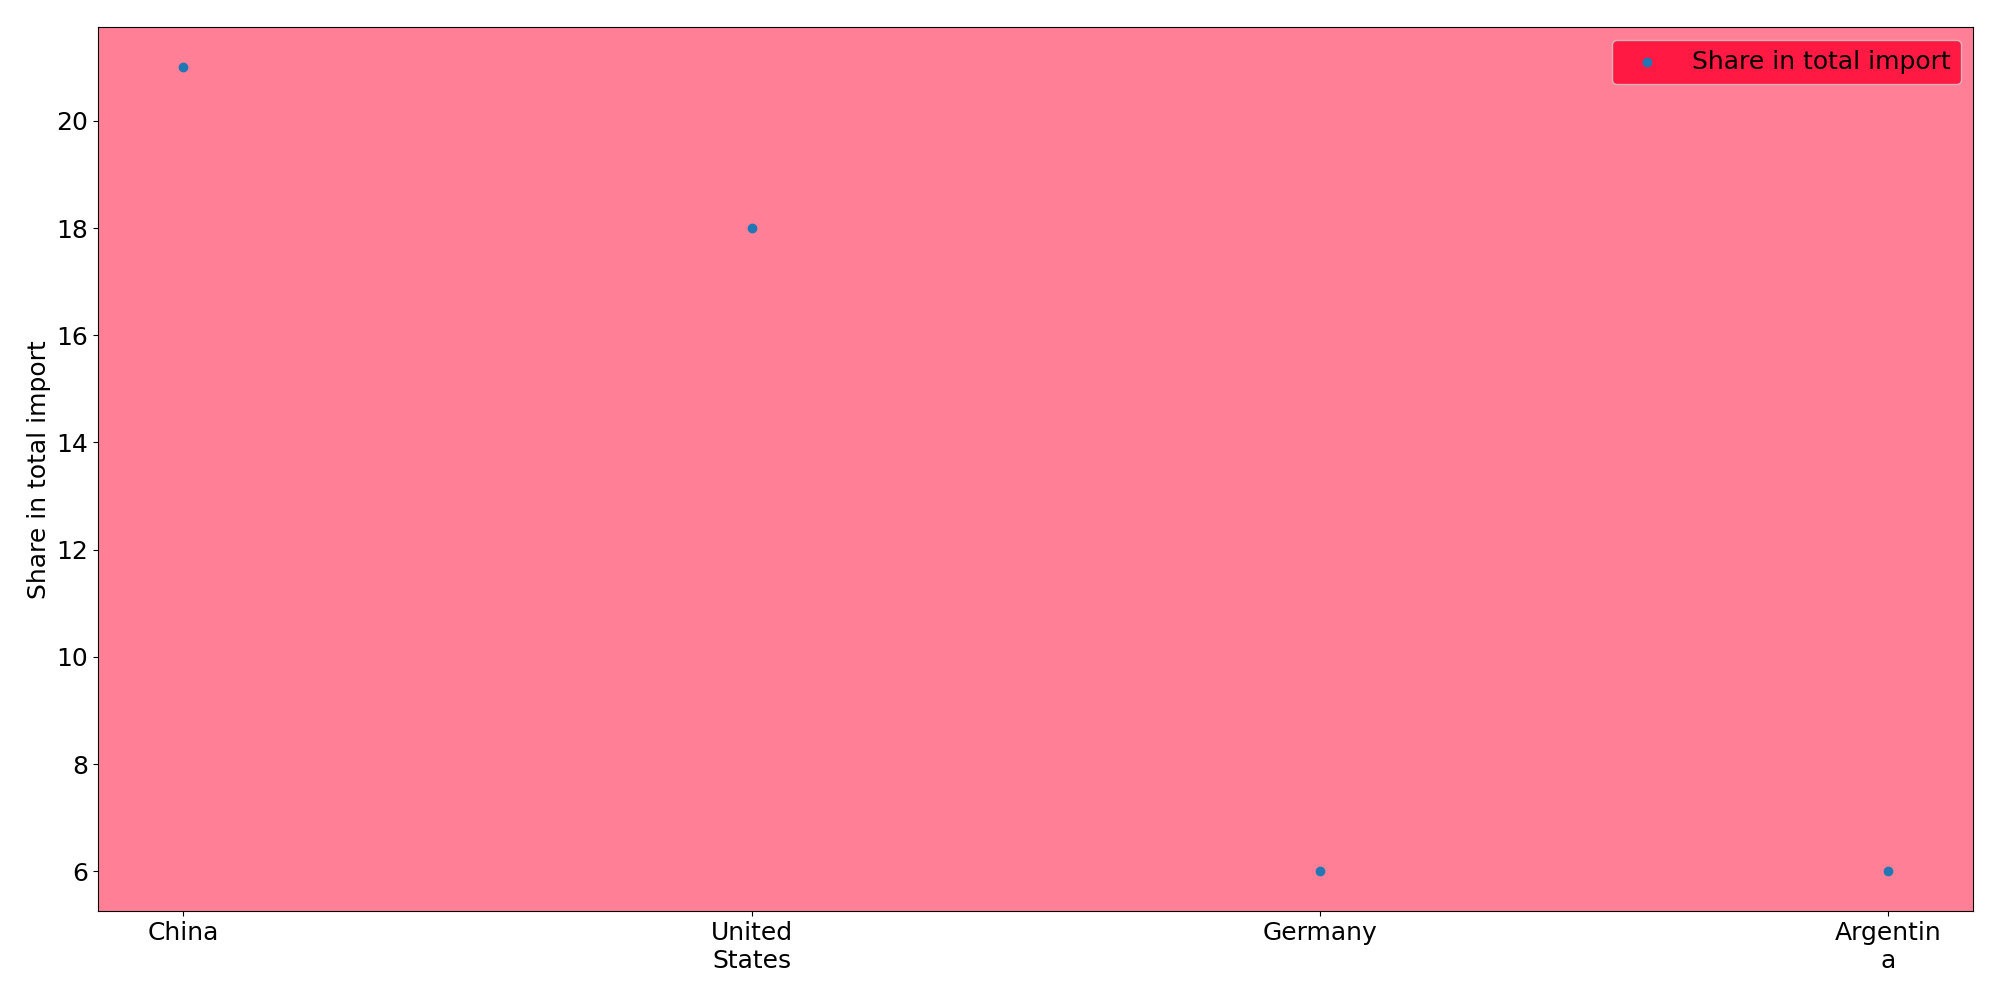 Share in total import
20
18
16
14
12
10
8
6
Share in total import
China
United
States
Germany
Argentin
a